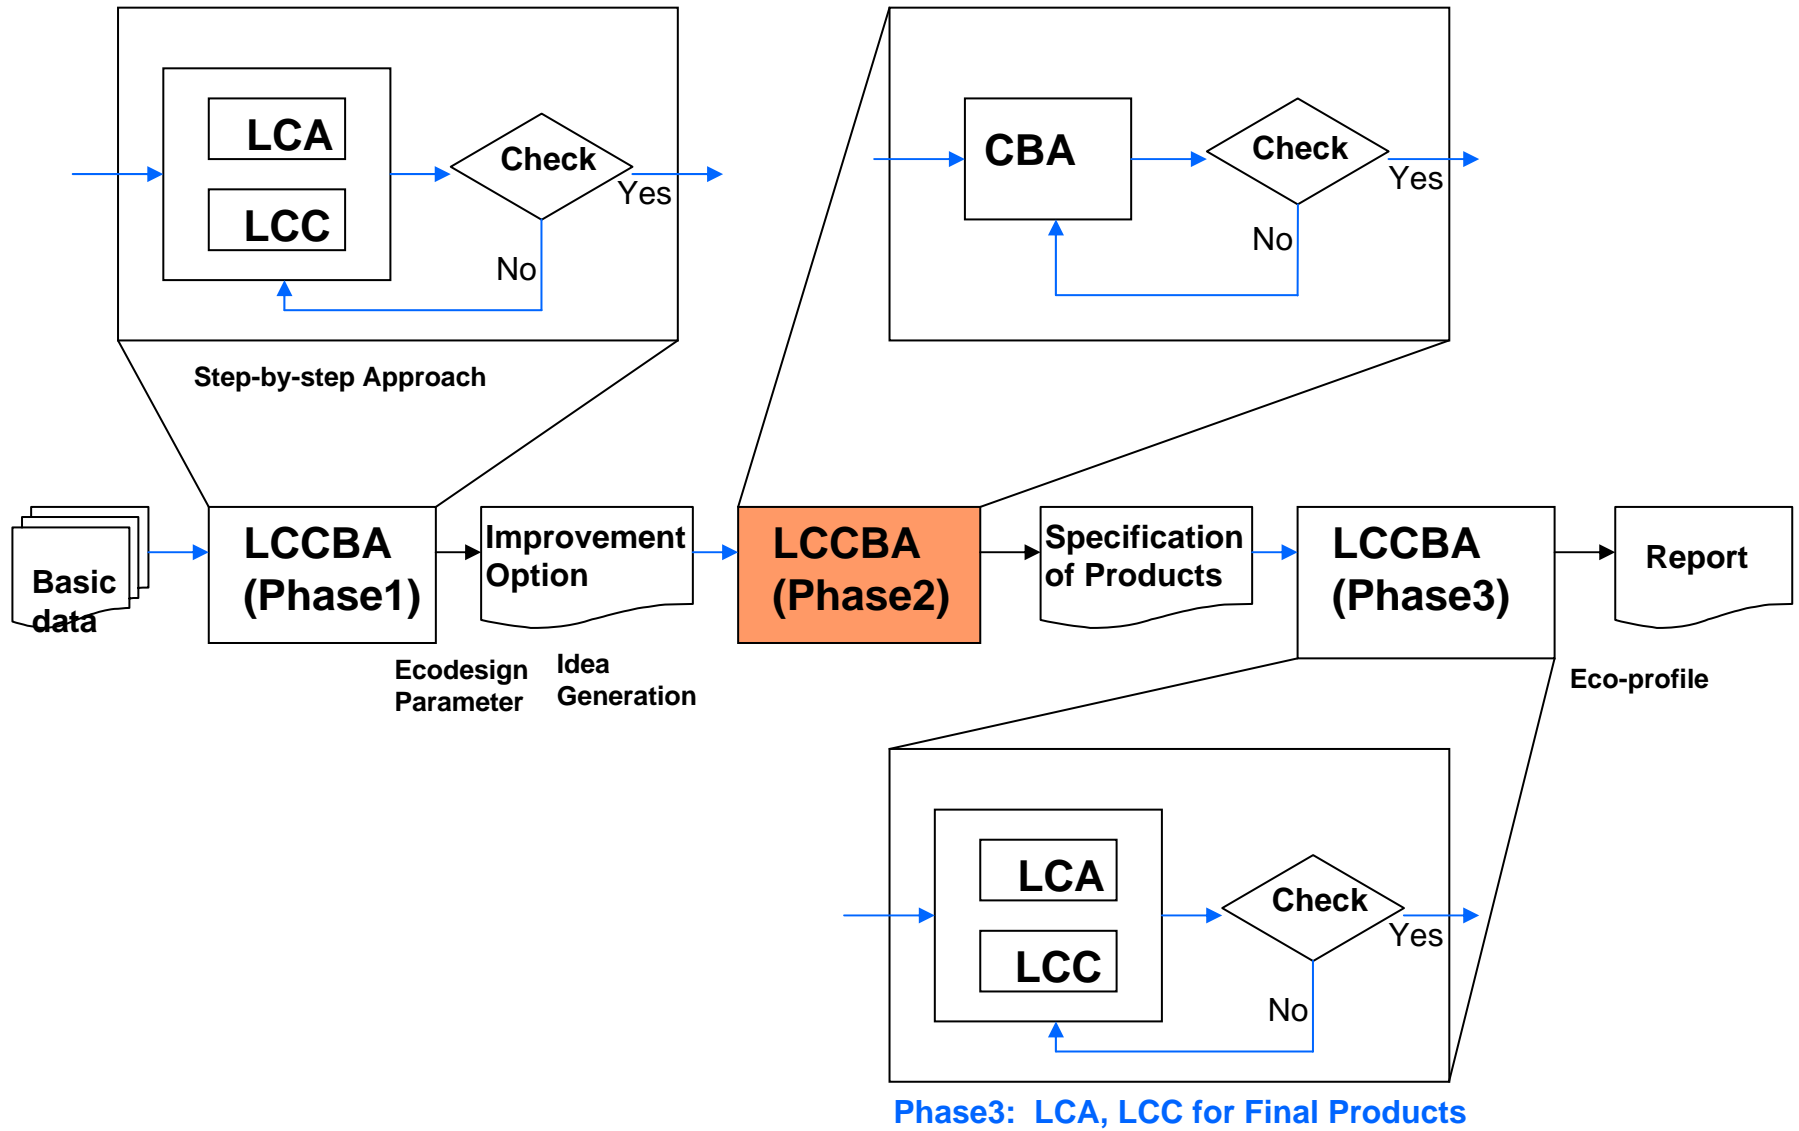 LCA
LCC
Check
Yes
No
CBA
Check
Yes
No
Step-by-step Approach
Basic
data
LCCBA
(Phase1)
Improvement
Option
LCCBA
(Phase2)
Specification
of Products
LCCBA
(Phase3)
Report
Ecodesign
Parameter
Idea
Generation
Eco-profile
LCA
LCC
Check
Yes
No
Phase3: LCA, LCC for Final Products